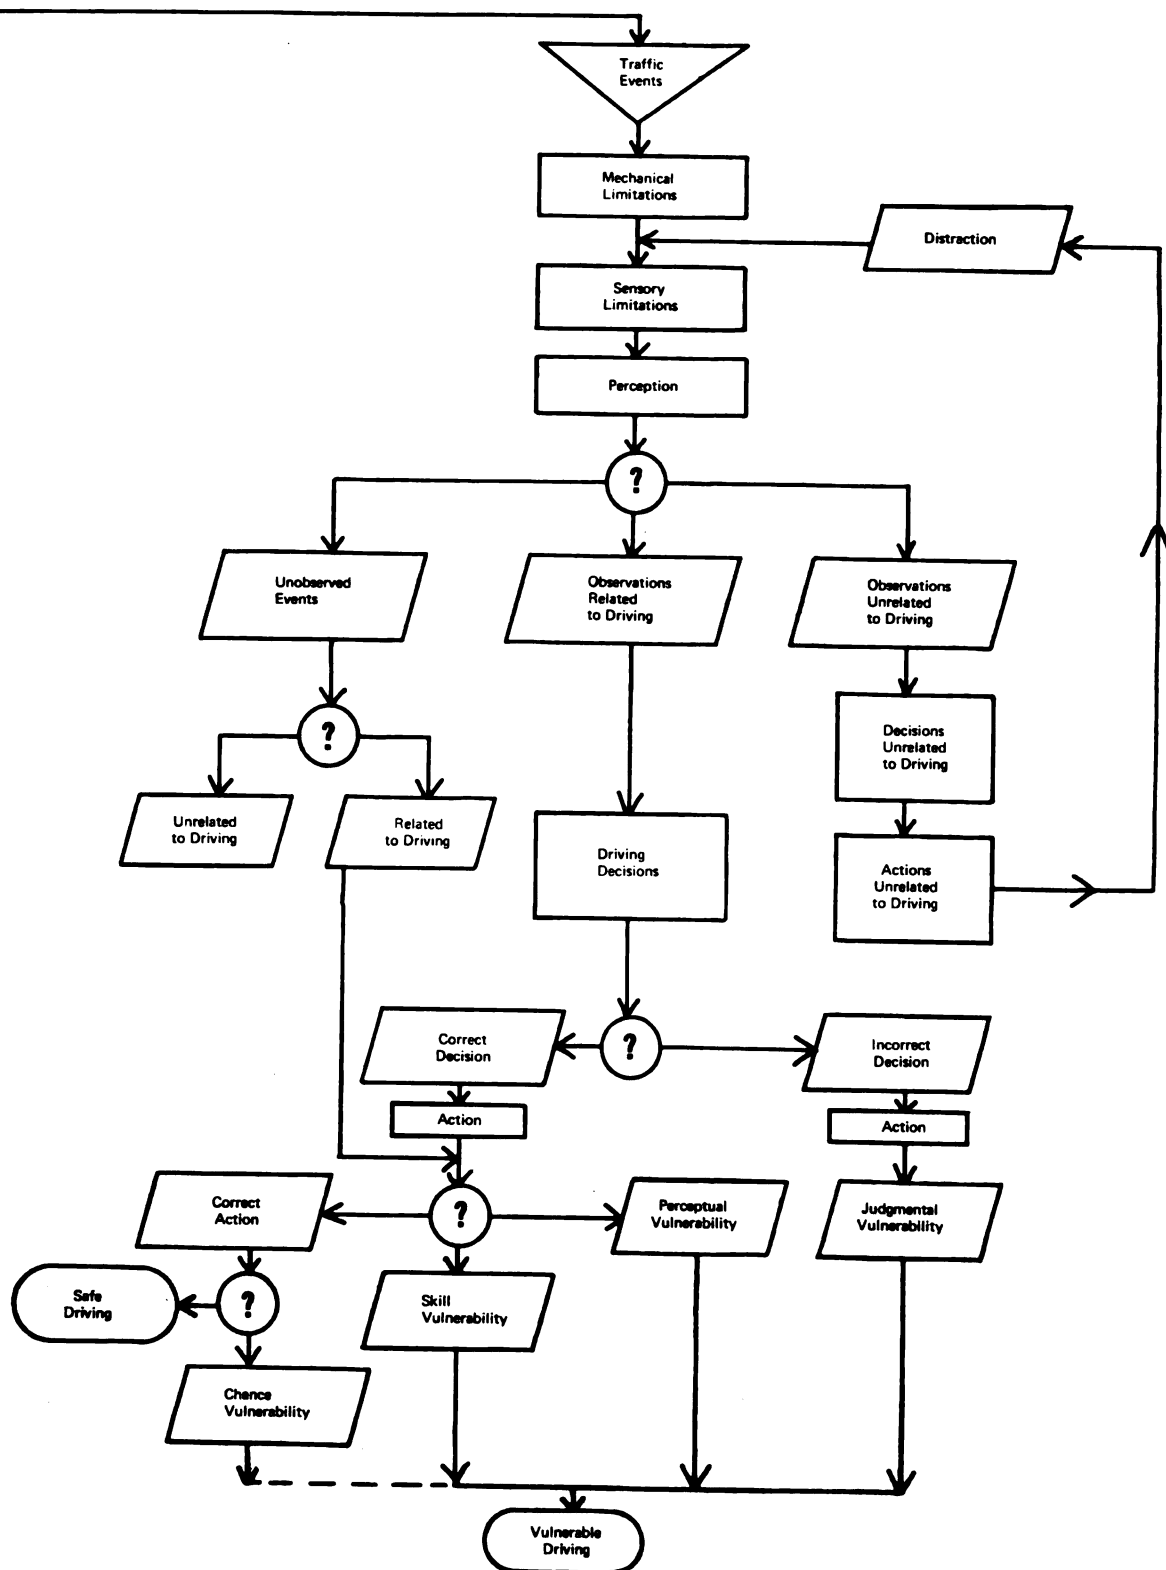 Traffic
Events
Mechanical
Limitations
Distraction
Sensory
Limitations
Perception
?
Unobserved
Events
Observations
Related
to Driving
Observations
Unrelated
to Driving
?
Decisions
Unrelated
to Driving
Unrelated
to Driving
Related
to Driving
Driving
Decisions
Actions
Unrelated
to Driving
Correct
Decision
?
Incorrect
Decision
Action
Action
Correct
Action
?
Perceptual
Vulnerability
Judgmental
Vulnerability
Safe
Driving
?
Skill
Vulnerability
Chence
Vulnerability
Vulnerable
Driving